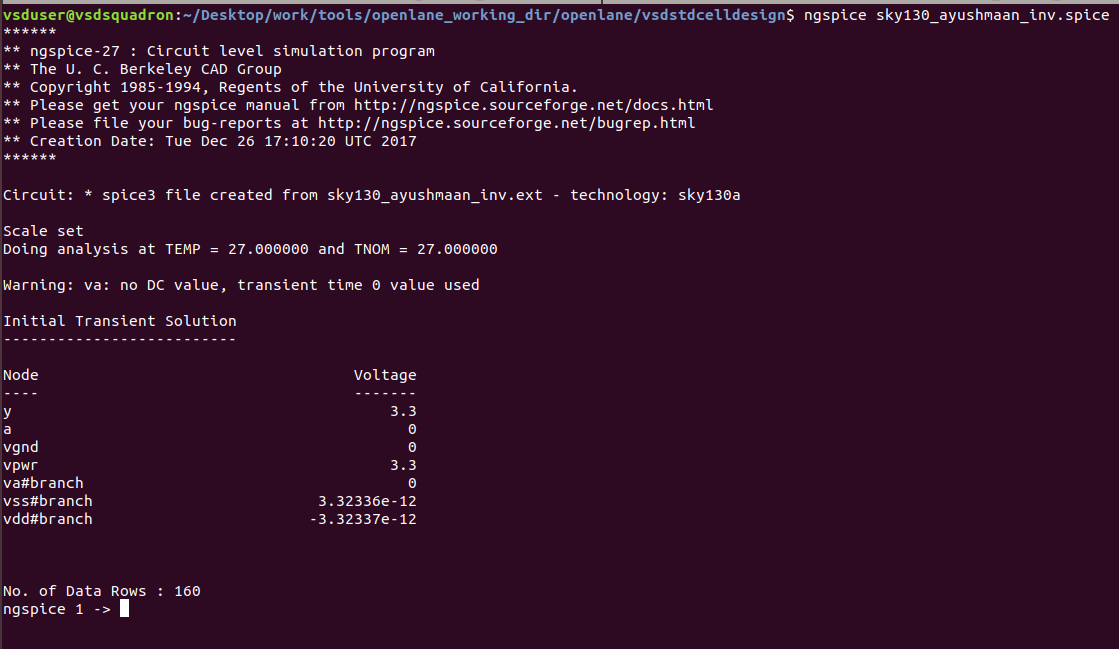 vsduser@vsdsquadron:~/Desktop/work/tools/openlane_working_dir/openlane/vsdstdcelldesign$ ngspice sky130_ayushmaan_inv.spice
******
** ngspice-27 : Circuit level simulation program
** The U. C. Berkeley CAD Group
** Copyright 1985-1994, Regents of the University of California.
** Please get your ngspice manual from http://ngspice.sourceforge.net/docs.html
** Please file your bug-reports at http://ngspice.sourceforge.net/bugrep.html
** Creation Date: Tue Dec 26 17:10:20 UTC 2017
******
Circuit: * spice3 file created from sky130_ayushmaan_inv.ext - technology: sky130a
Scale set
Doing analysis at TEMP = 27.000000 and TNOM = 27.000000
Warning: va: no DC value, transient time 0 value used
Initial Transient Solution
--------------------------
Node Voltage
---- -------
y 3.3
a 0
vgnd 0
vpwr 3.3
va#branch 0
vss#branch 3.32336e-12
vdd#branch -3.32337e-12
No. of Data Rows : 160
ngspice 1 ->